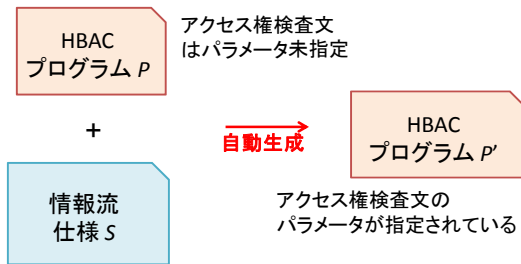 HBAC
プログラム P
アクセス権検査文
はパラメータ未指定
+
情報流
仕様 S
自動生成
HBAC
プログラム P'
アクセス権検査文の
パラメータが指定されている